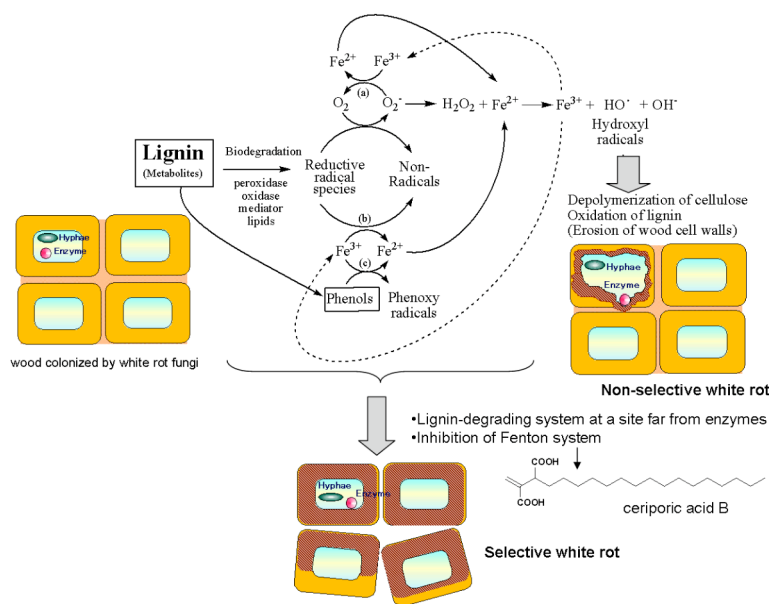 Fe2+ Fe3+
(a)
O2 O2-
H2O2 + Fe2+ Fe3+ + HO· + OH-
Hydroxyl
radicals
Lignin
(Metabolites)
Biodegradation
peroxidase
oxidase
mediator
lipids
Reductive
radical
species
Non-
Radicals
(b)
Fe3+ Fe2+
(c)
Phenols
Phenoxy
radicals
Depolymerization of cellulose
Oxidation of lignin
(Erosion of wood cell walls)
Hyphae
Enzyme
wood colonized by white rot fungi
Hyphae
Enzyme
Non-selective white rot
•Lignin-degrading system at a site far from enzymes
•Inhibition of Fenton system
COOH
COOH
ceriporic acid B
Hyphae
Enzyme
Selective white rot